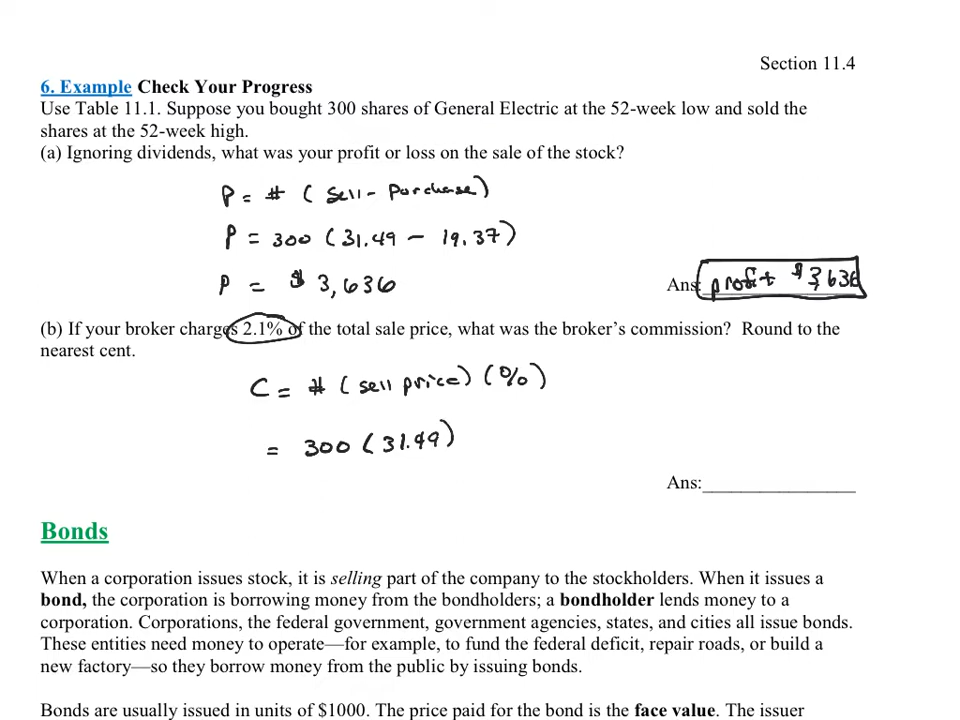 Section 11.4
6. Example Check Your Progress
Use Table 11.1. Suppose you bought 300 shares of General Electric at the 52-week low and sold the
shares at the 52-week high.
(a) Ignoring dividends, what was your profit or loss on the sale of the stock?
P = # ( sell - purchase )
P = 300 ( 31.49 - 19.37 )
P = $ 3,636
Ans: profit $3,636
(b) If your broker charges 2.1% of the total sale price, what was the broker's commission? Round to the
nearest cent.
C = # ( sell price ) ( % )
= 300 ( 31.49 )
Ans:________________
Bonds
When a corporation issues stock, it is selling part of the company to the stockholders. When it issues a
bond, the corporation is borrowing money from the bondholders; a bondholder lends money to a
corporation. Corporations, the federal government, government agencies, states, and cities all issue bonds.
These entities need money to operate—for example, to fund the federal deficit, repair roads, or build a
new factory—so they borrow money from the public by issuing bonds.
Bonds are usually issued in units of $1000. The price paid for the bond is the face value. The issuer